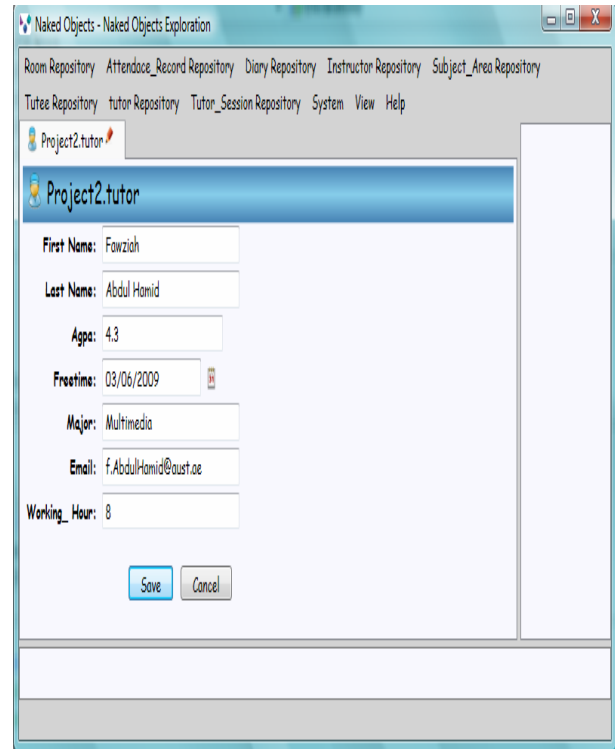 Naked Objects - Naked Objects Exploration
Room Repository Attendace_Record Repository Diary Repository Instructor Repository Subject_Area Repository
Tutee Repository tutor Repository Tutor_Session Repository System View Help
Project2.tutor
Project2.tutor
First Name: Fawziah
Last Name: Abdul Hamid
Agpa: 4.3
Freetime: 03/06/2009
Major: Multimedia
Email: f.AbdulHamid@aust.ae
Working_ Hour: 8
Save Cancel